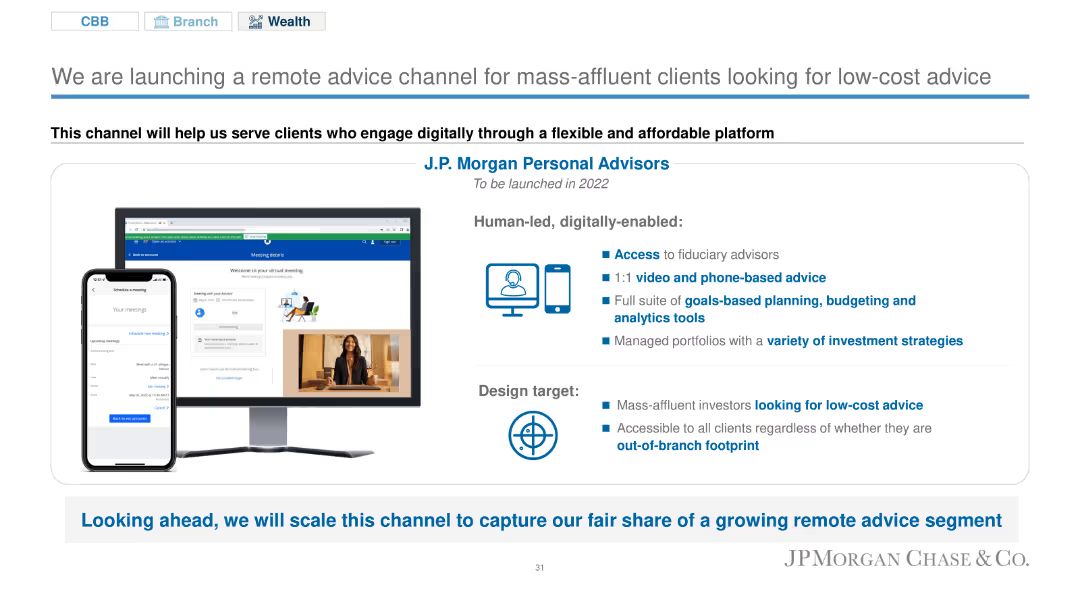 CBB Branch Wealth
We are launching a remote advice channel for mass-affluent clients looking for low-cost advice
This channel will help us serve clients who engage digitally through a flexible and affordable platform
J.P. Morgan Personal Advisors
To be launched in 2022
Meeting details
Welcome to your virtual meeting
Schedule a meeting
Your meetings
Human-led, digitally-enabled:
■ Access to fiduciary advisors
■ 1:1 video and phone-based advice
■ Full suite of goals-based planning, budgeting and
analytics tools
■ Managed portfolios with a variety of investment strategies
Design target:
■ Mass-affluent investors looking for low-cost advice
■ Accessible to all clients regardless of whether they are
out-of-branch footprint
Looking ahead, we will scale this channel to capture our fair share of a growing remote advice segment
31
JPMORGAN CHASE & CO.